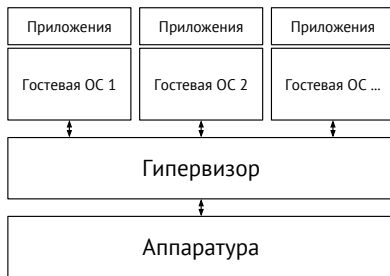 Приложения Приложения Приложения
Гостевая ОС 1 Гостевая ОС 2 Гостевая ОС ...
Гипервизор
Аппаратура